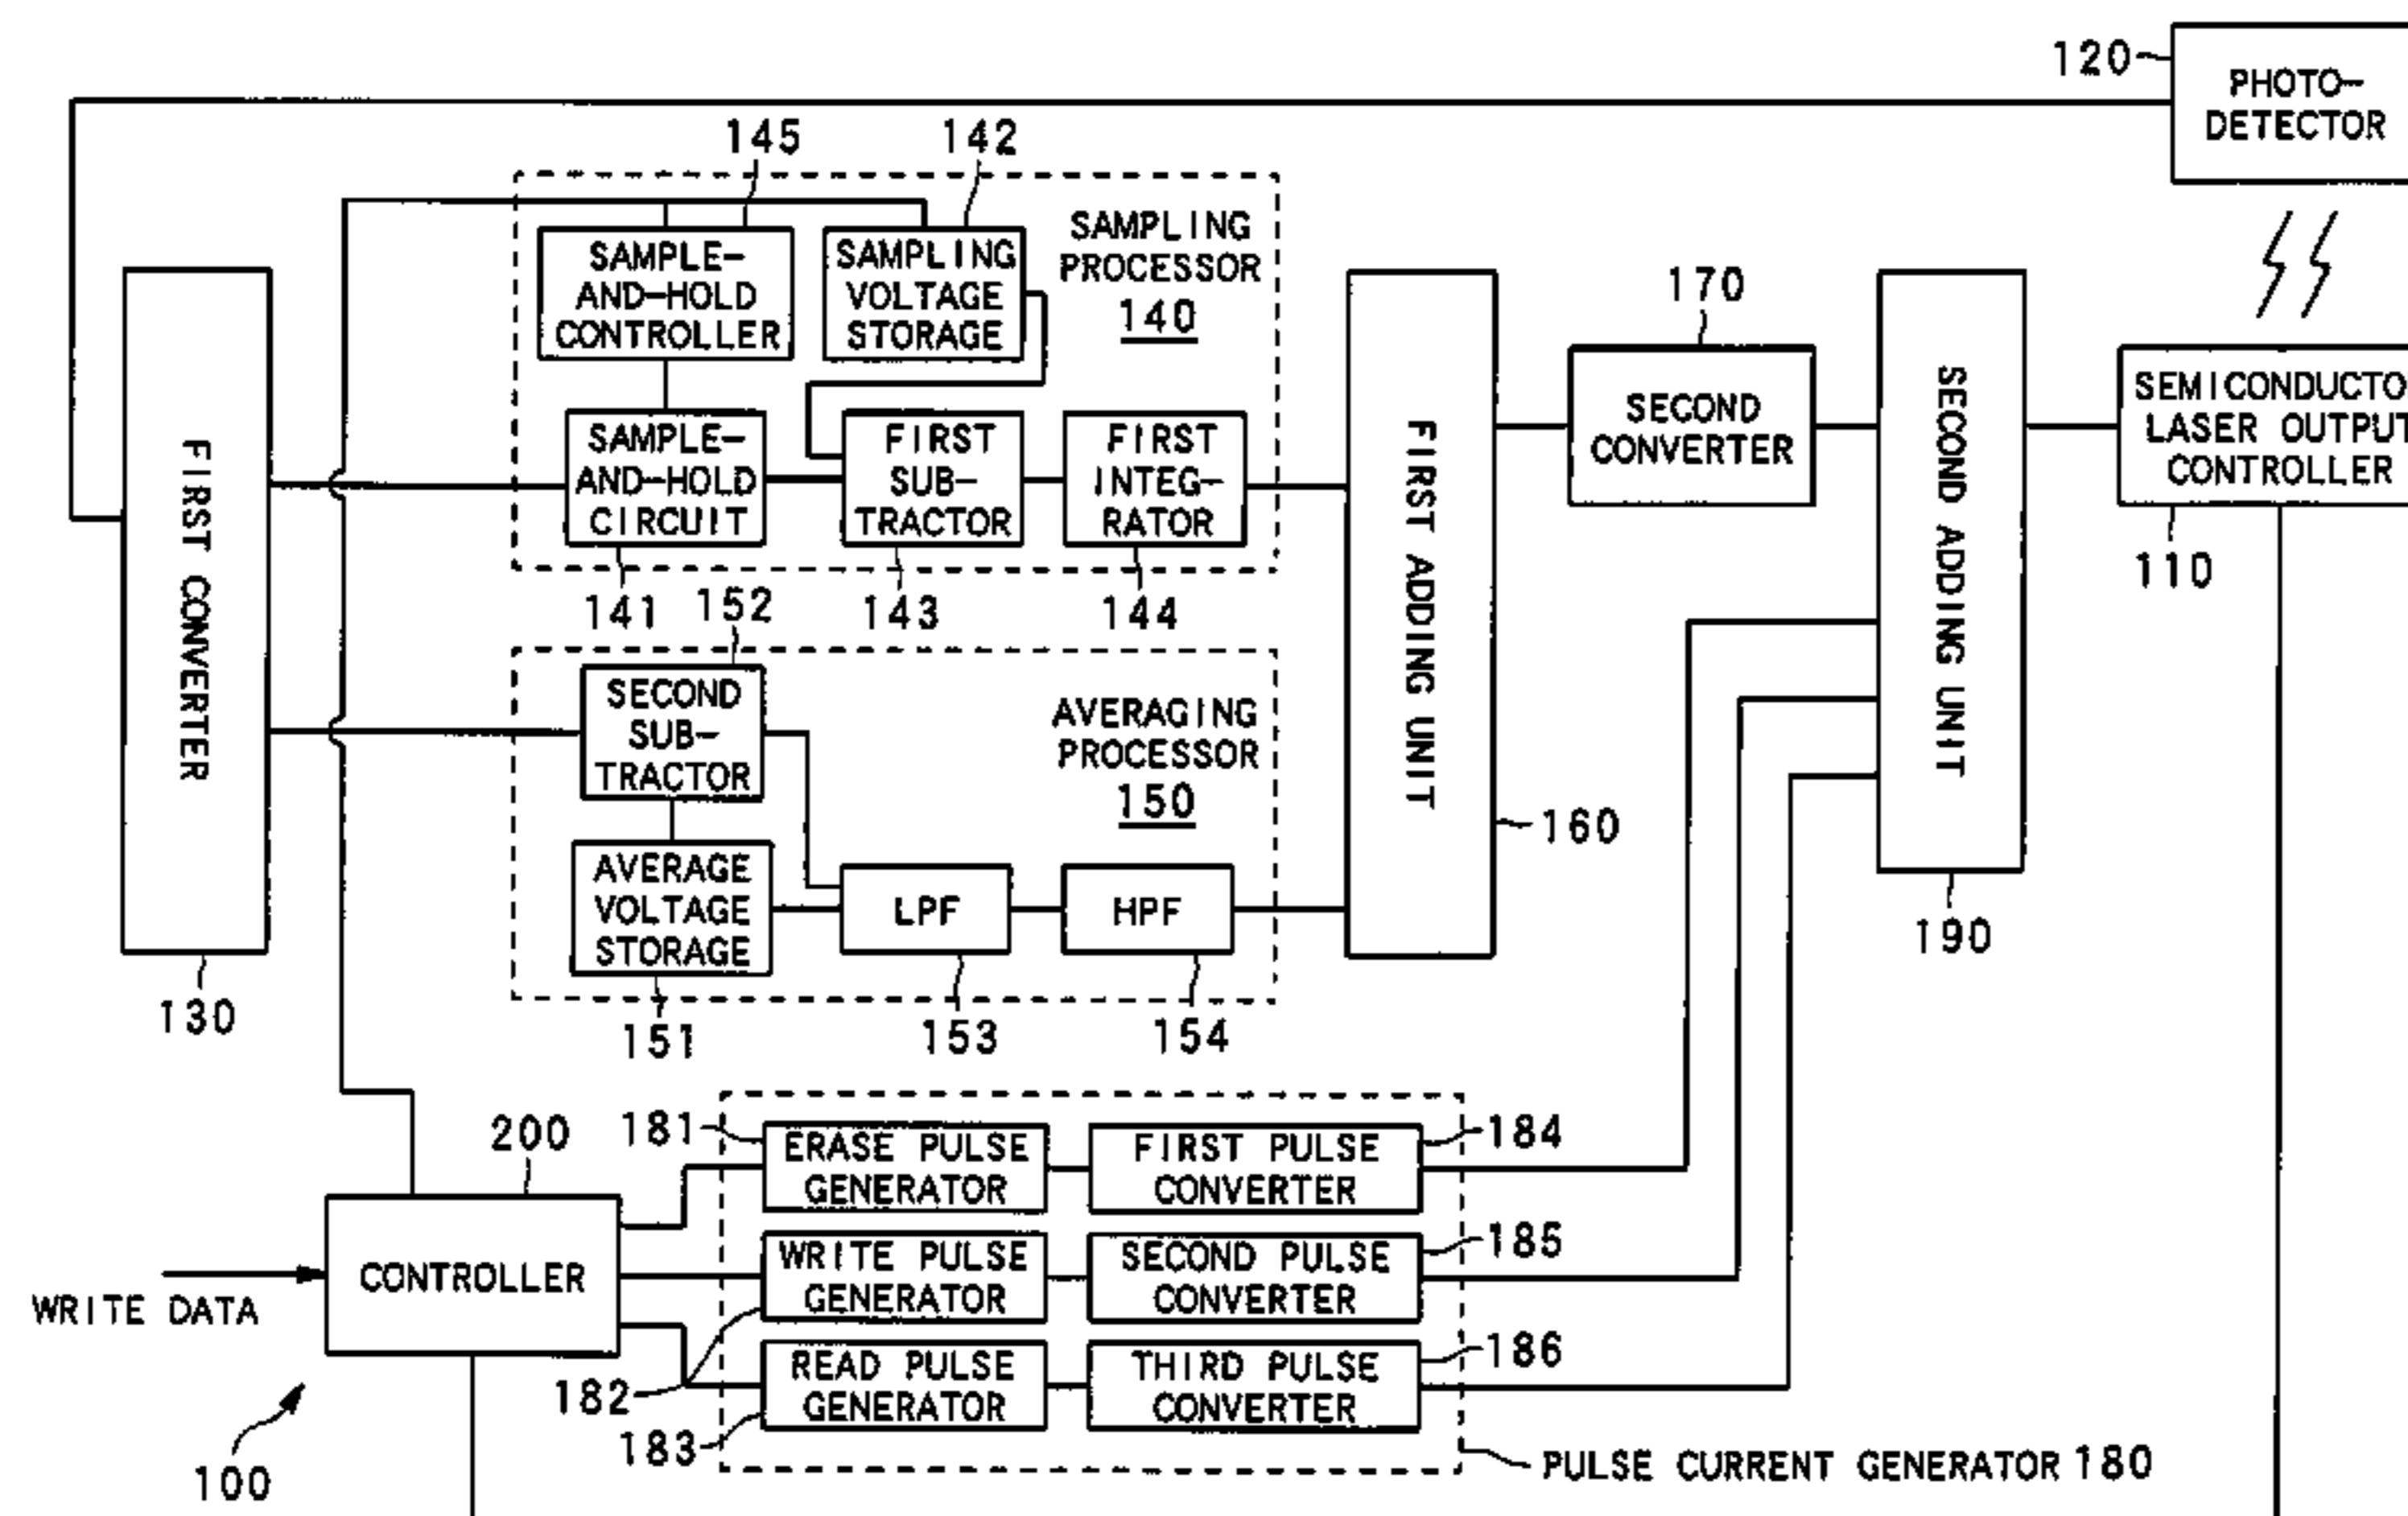 120
PHOTO-
DETECTOR
145
142
SAMPLE-
AND-HOLD
CONTROLLER
SAMPLING
VOLTAGE
STORAGE
SAMPLING
PROCESSOR
140
170
SECOND
CONVERTER
SEMICONDUCTO
LASER OUTPUT
CONTROLLER
110
FIRST CONVERTER
SAMPLE-
AND-HOLD
CIRCUIT
FIRST
SUB-
TRACTOR
FIRST
INTEG-
RATOR
FIRST ADDING UNIT
SECOND ADDING UNIT
141
152
143
144
SECOND
SUB-
TRACTOR
AVERAGING
PROCESSOR
150
160
AVERAGE
VOLTAGE
STORAGE
LPF
HPF
190
130
151
153
154
200
181
ERASE PULSE
GENERATOR
FIRST PULSE
CONVERTER
184
CONTROLLER
WRITE DATA
WRITE PULSE
GENERATOR
SECOND PULSE
CONVERTER
185
182
READ PULSE
GENERATOR
THIRD PULSE
CONVERTER
186
183
100
PULSE CURRENT GENERATOR 180